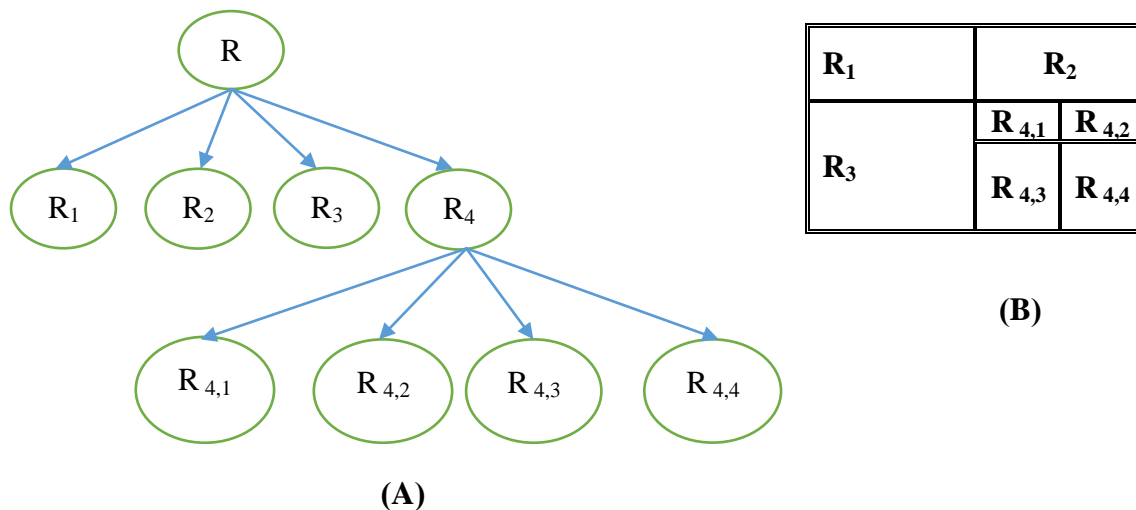 R
R₁ R₂ R₃ R₄
R 4,1 R 4,2 R 4,3 R 4,4
(A)
R₁ R₂
R 4,1 R 4,2
R₃
R 4,3 R 4,4
(B)